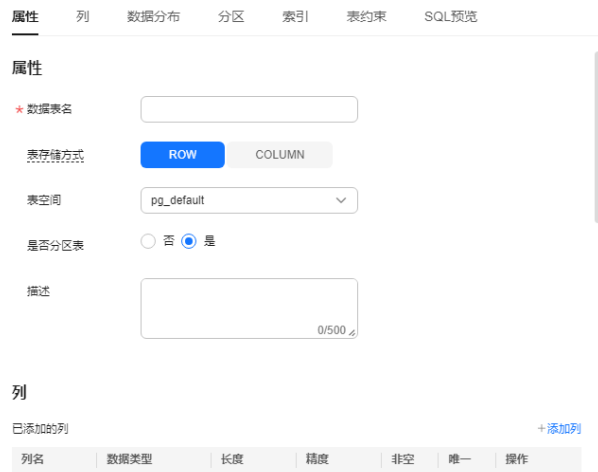 属性 列 数据分布 分区 索引 表约束 SQL预览
属性
* 数据表名
表存储方式 ROW COLUMN
表空间 pg_default
是否分区表 否 是
描述
0/500
列
已添加的列 +添加列
列名 数据类型 长度 精度 非空 唯一 操作